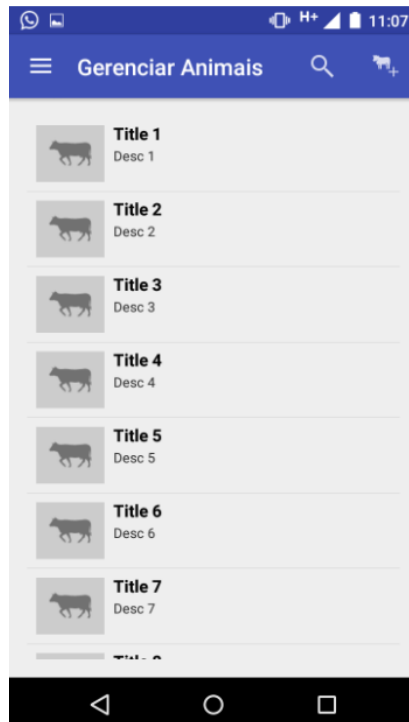 H+ 11:07
Gerenciar Animais
Title 1
Desc 1
Title 2
Desc 2
Title 3
Desc 3
Title 4
Desc 4
Title 5
Desc 5
Title 6
Desc 6
Title 7
Desc 7